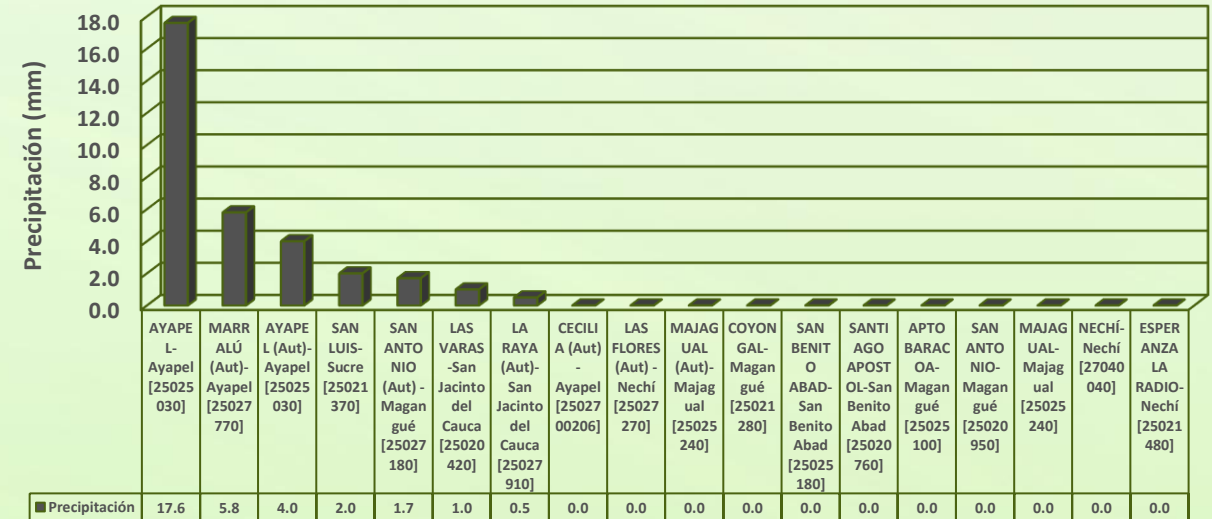 Precipitación (mm)
18.0
16.0
14.0
12.0
10.0
8.0
6.0
4.0
2.0
0.0
AYAPE
L-
Ayapel
[25025
030]
MARR
ALÚ
(Aut)-
Ayapel
[25027
770]
AYAPE
L (Aut)-
Ayapel
[25025
030]
SAN
LUIS-
Sucre
[25021
370]
SAN
ANTO
NIO
(Aut) -
Magan
gué
[25027
180]
LAS
VARAS
-San
Jacinto
del
Cauca
[25020
420]
LA
RAYA
(Aut)-
San
Jacinto
del
Cauca
[25027
910]
CECILI
A (Aut)
-
Ayapel
[25027
00206]
LAS
FLORES
(Aut) -
Nechí
[25027
270]
MAJAG
UAL
(Aut)-
Majag
ual
[25025
240]
COYON
GAL-
Magan
gué
[25021
280]
SAN
BENIT
O
ABAD-
San
Benito
Abad
[25025
180]
SANTI
AGO
APOST
OL-San
Benito
Abad
[25020
760]
APTO
BARAC
OA-
Magan
gué
[25025
100]
SAN
ANTO
NIO-
Magan
gué
[25020
950]
MAJAG
UAL-
Majag
ual
[25025
240]
NECHÍ-
Nechí
[27040
040]
ESPER
ANZA
LA
RADIO-
Nechí
[25021
480]
Precipitación 17.6 5.8 4.0 2.0 1.7 1.0 0.5 0.0 0.0 0.0 0.0 0.0 0.0 0.0 0.0 0.0 0.0 0.0